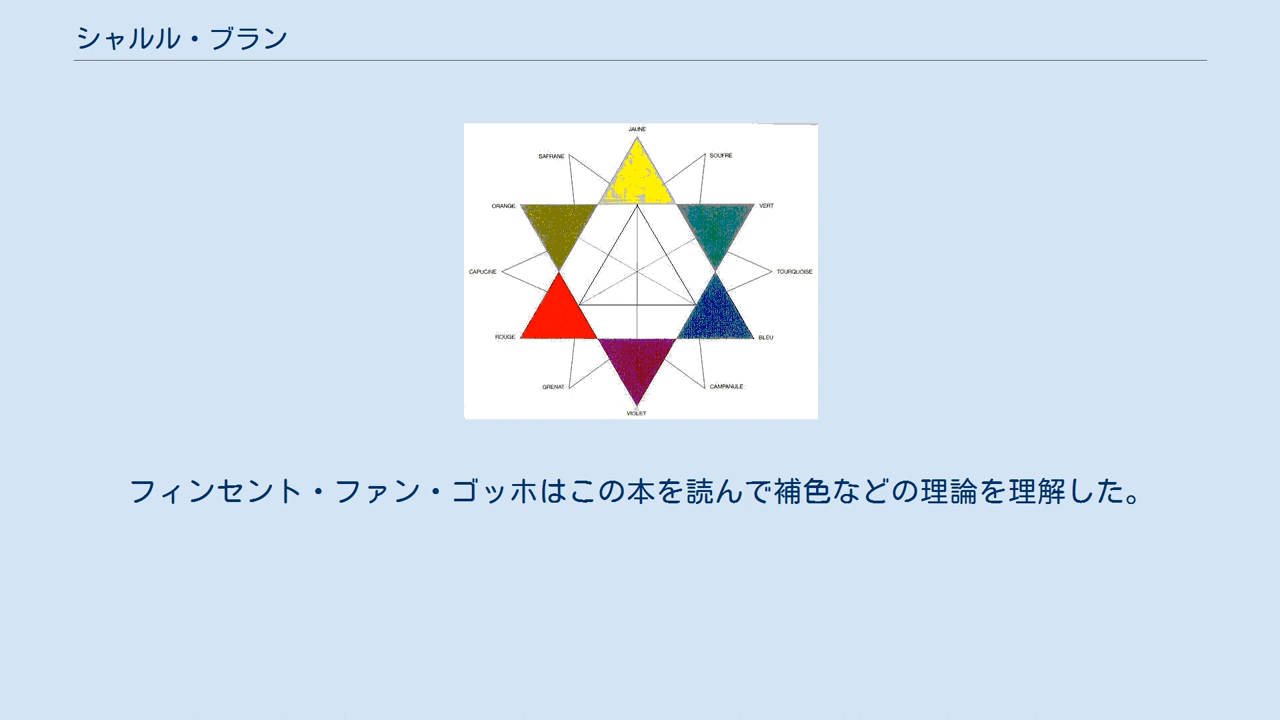 シャルル・ブラン
JAUNE
SAFRANE
SOUFRE
ORANGE
VERT
CAPUCINE
TOURQUOISE
ROUGE
BLEU
GRENAT
CAMPANULE
VIOLET
フィンセント・ファン・ゴッホはこの本を読んで補色などの理論を理解した。